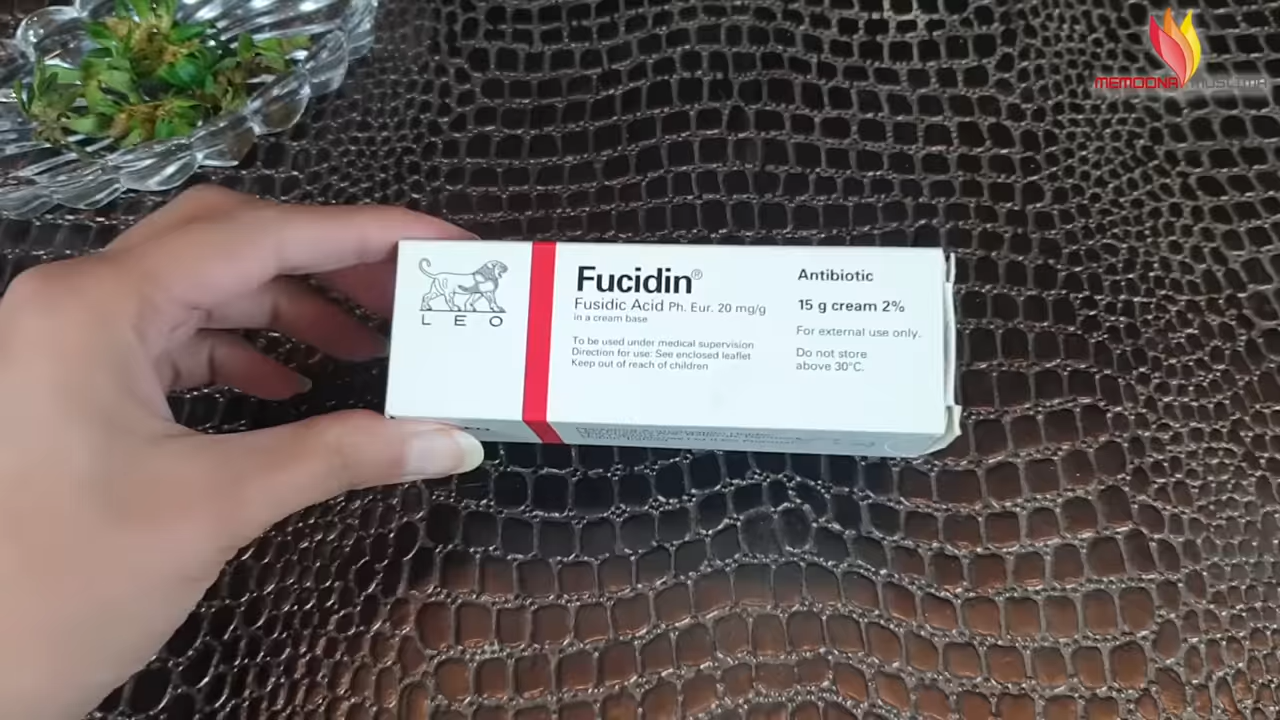 MEMOONA MUSLIMA
LEO
Fucidin®
Fusidic Acid Ph. Eur. 20 mg/g
in a cream base
To be used under medical supervision
Direction for use: See enclosed leaflet
Keep out of reach of children
Antibiotic
15 g cream 2%
For external use only.
Do not store
above 30°C.